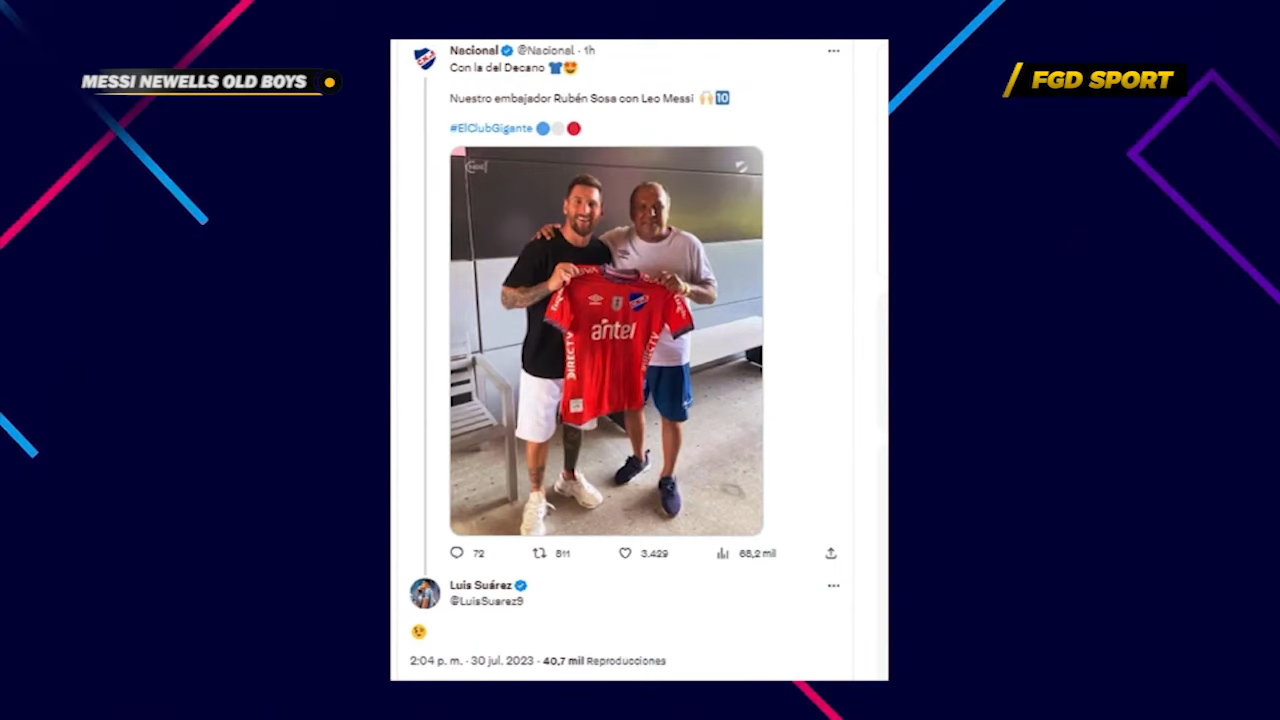 MESSI NEWELLS OLD BOYS
FGD SPORT
Nacional @Nacional · 1h
Con la del Decano
Nuestro embajador Rubén Sosa con Leo Messi 🙌🔟
#ElClubGigante
antel
DIRECTV
DIRECTV
72 811 3.429 68,2 mil
Luis Suárez
@LuisSuarez9
2:04 p. m. · 30 jul. 2023 · 40,7 mil Reproducciones